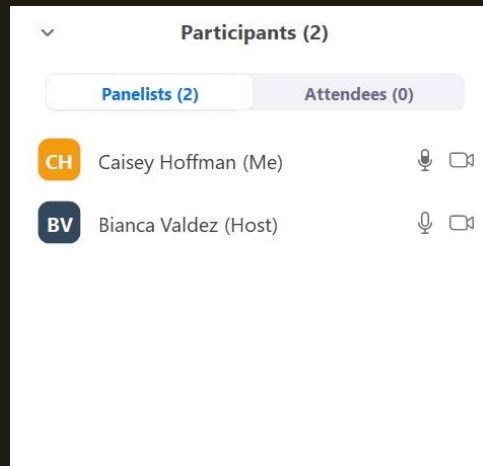 Participants (2)
Panelists (2) Attendees (0)
CH Caisey Hoffman (Me)
BV Bianca Valdez (Host)